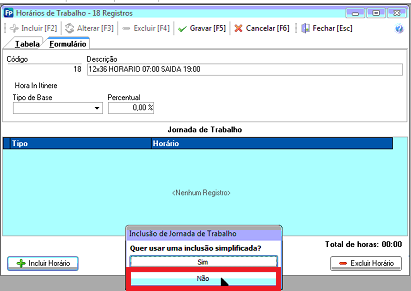 FP Horários de Trabalho - 18 Registros
Incluir [F2] Alterar [F3] Excluir [F4] Gravar [F5] Cancelar [F6] Fechar [Esc]
Tabela Formulário
Código Descrição
18 12x36 HORARIO 07:00 SAIDA 19:00
Hora In Itinere
Tipo de Base Percentual
0,00 %
Jornada de Trabalho
Tipo Horário
<Nenhum Registro>
Inclusão de Jornada de Trabalho
Quer usar uma inclusão simplificada?
Total de horas: 00:00
Sim
Incluir Horário Excluir Horário
Não